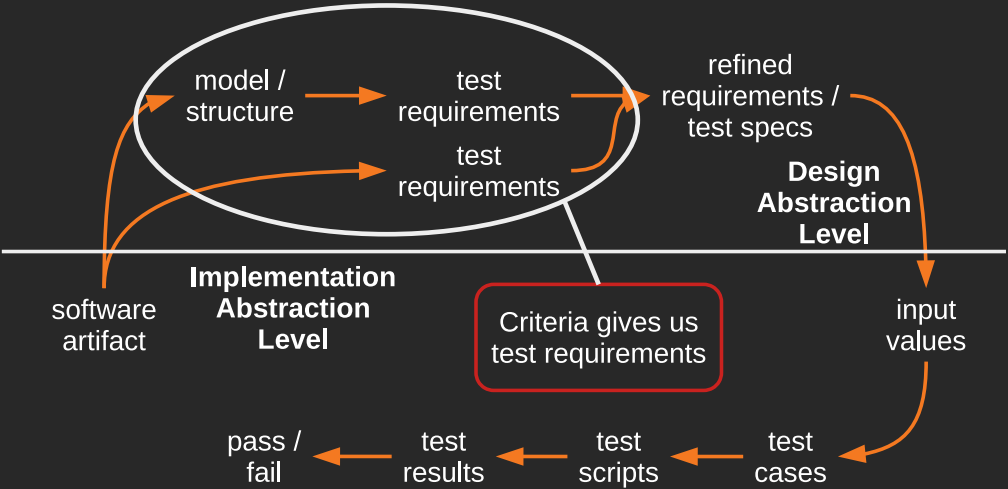 model /
structure
test
requirements
test
requirements
refined
requirements /
test specs
Design
Abstraction
Level
Implementation
Abstraction
Level
software
artifact
Criteria gives us
test requirements
input
values
pass /
fail
test
results
test
scripts
test
cases